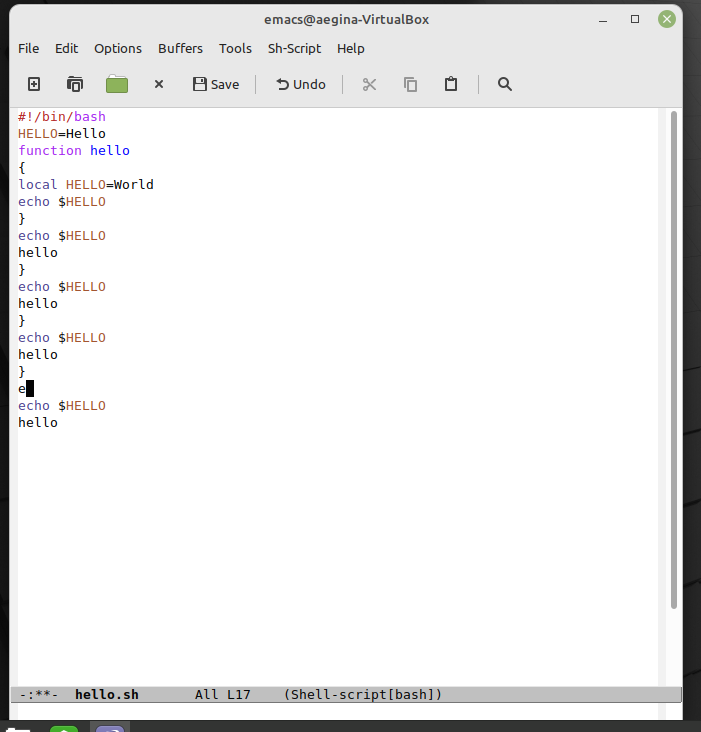 emacs@aegina-VirtualBox
File Edit Options Buffers Tools Sh-Script Help
Save Undo
#!/bin/bash
HELLO=Hello
function hello
{
local HELLO=World
echo $HELLO
}
echo $HELLO
hello
}
echo $HELLO
hello
}
echo $HELLO
hello
}
e
echo $HELLO
hello
-:**- hello.sh All L17 (Shell-script[bash])